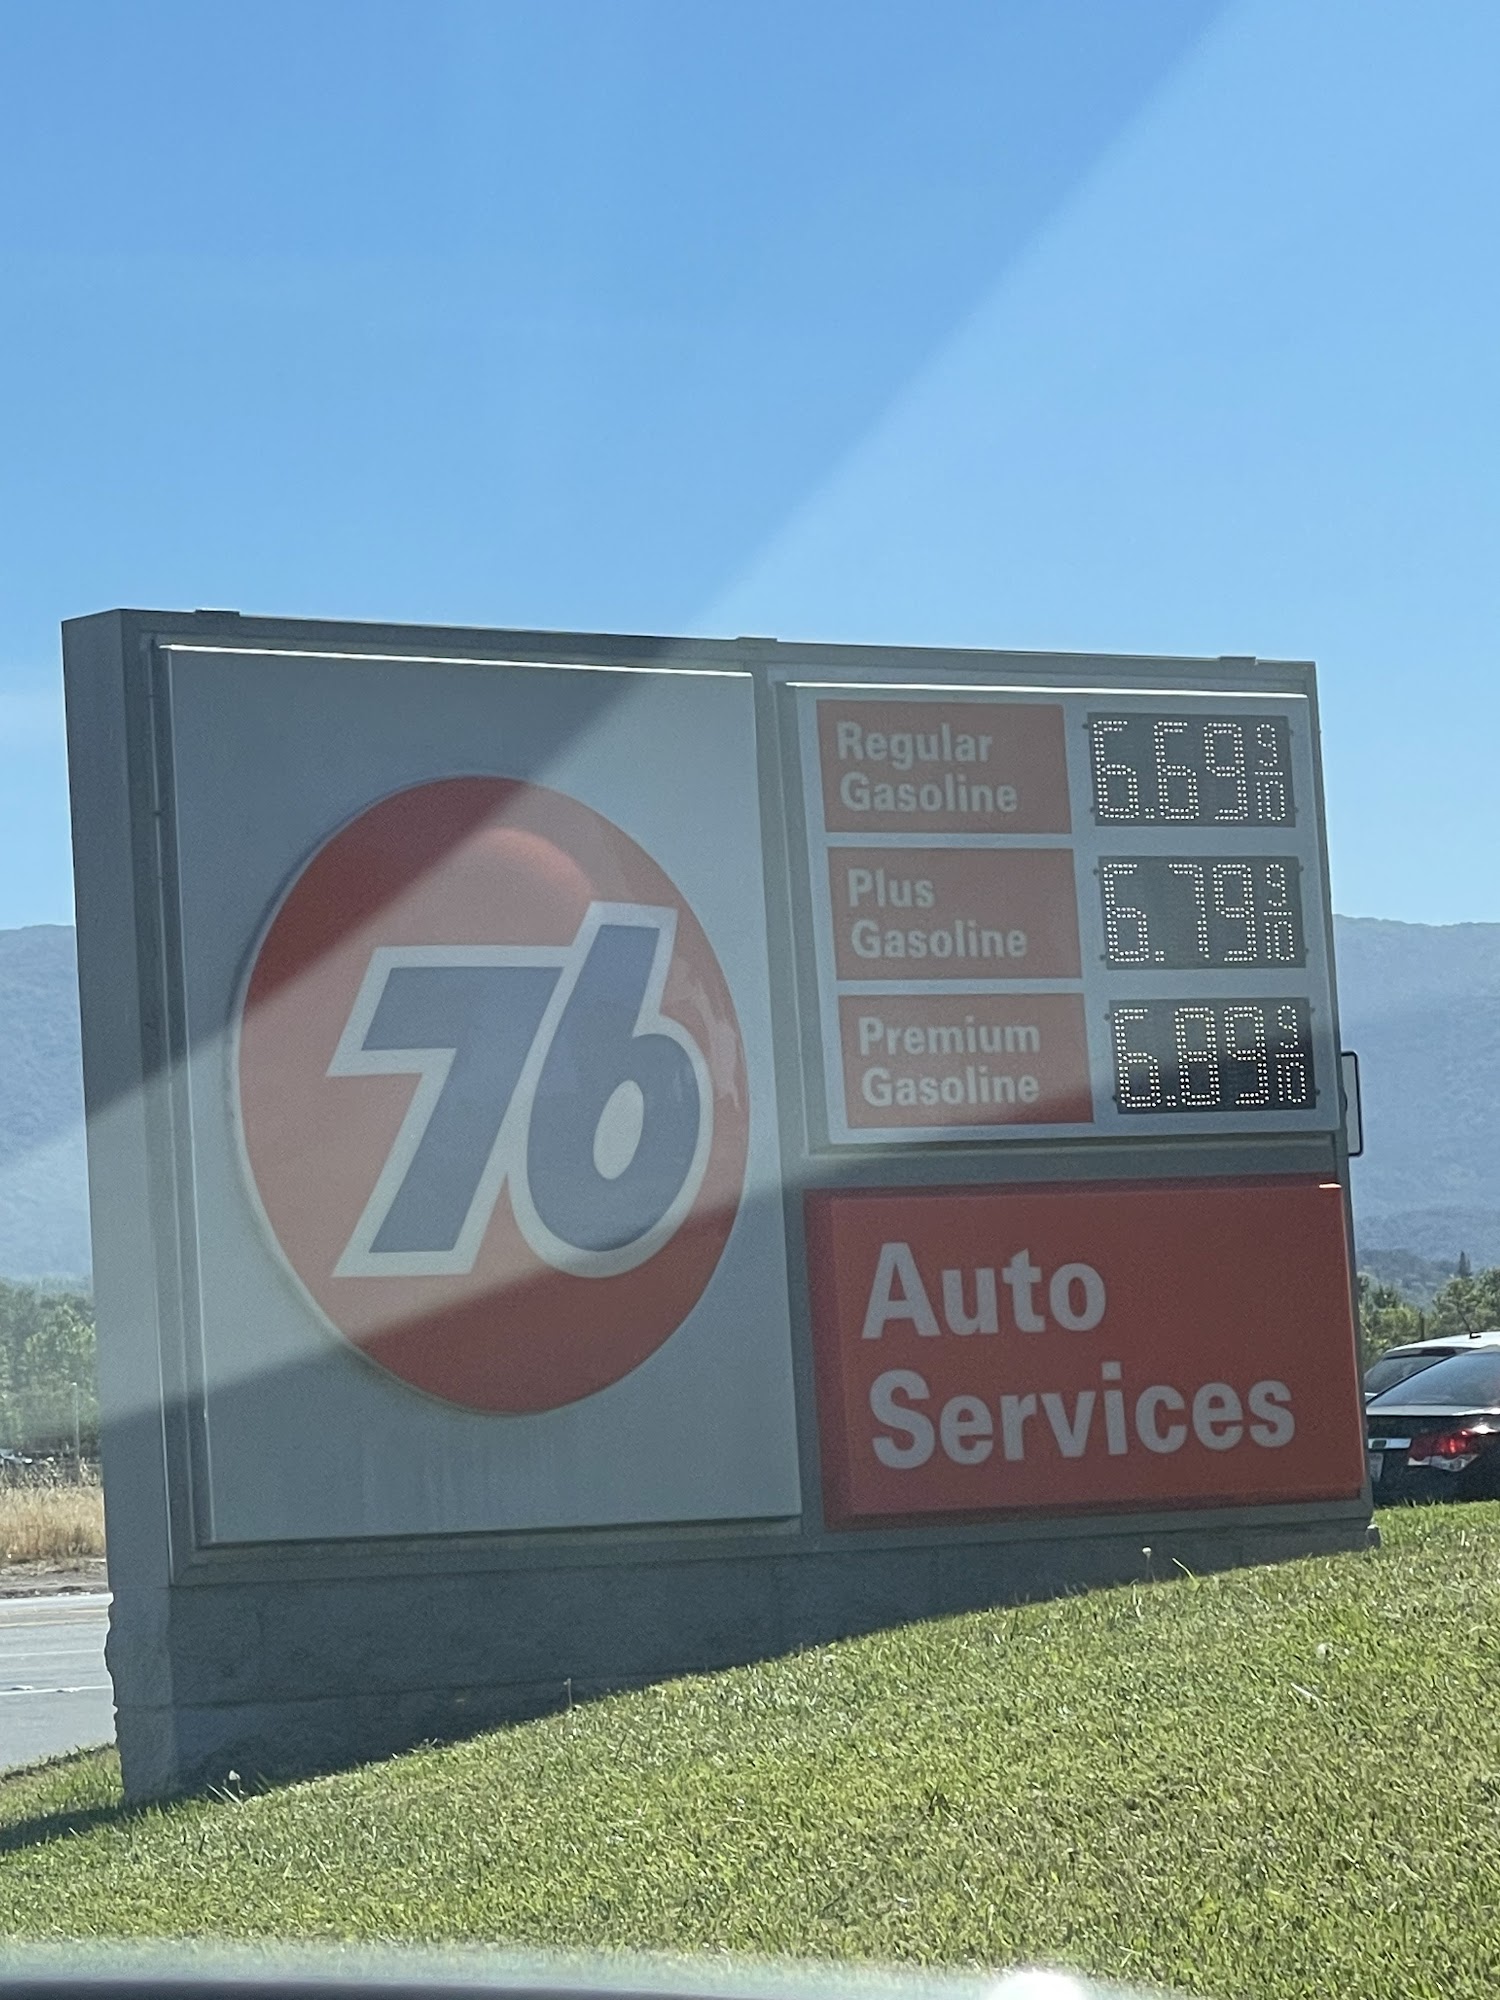 76
Regular
Gasoline
6.69 9/10
Plus
Gasoline
6.79 9/10
Premium
Gasoline
6.89 9/10
Auto
Services